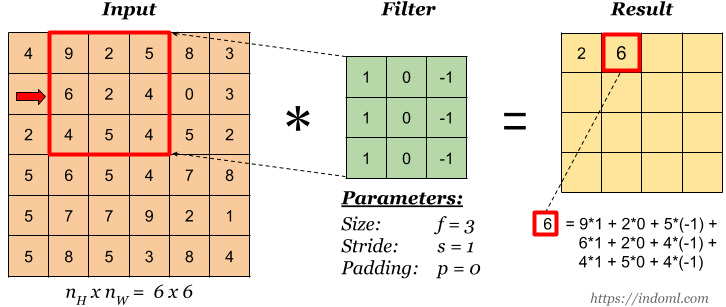 Input
Filter
Result
4 9 2 5 8 3
6 2 4 0 3
2 4 5 4 5 2
5 6 5 4 7 8
5 7 7 9 2 1
5 8 5 3 8 4
n_H x n_W = 6 x 6
*
1 0 -1
1 0 -1
1 0 -1
Parameters:
Size: f = 3
Stride: s = 1
Padding: p = 0
=
2 6
6 = 9*1 + 2*0 + 5*(-1) +
6*1 + 2*0 + 4*(-1) +
4*1 + 5*0 + 4*(-1)
https://indoml.com